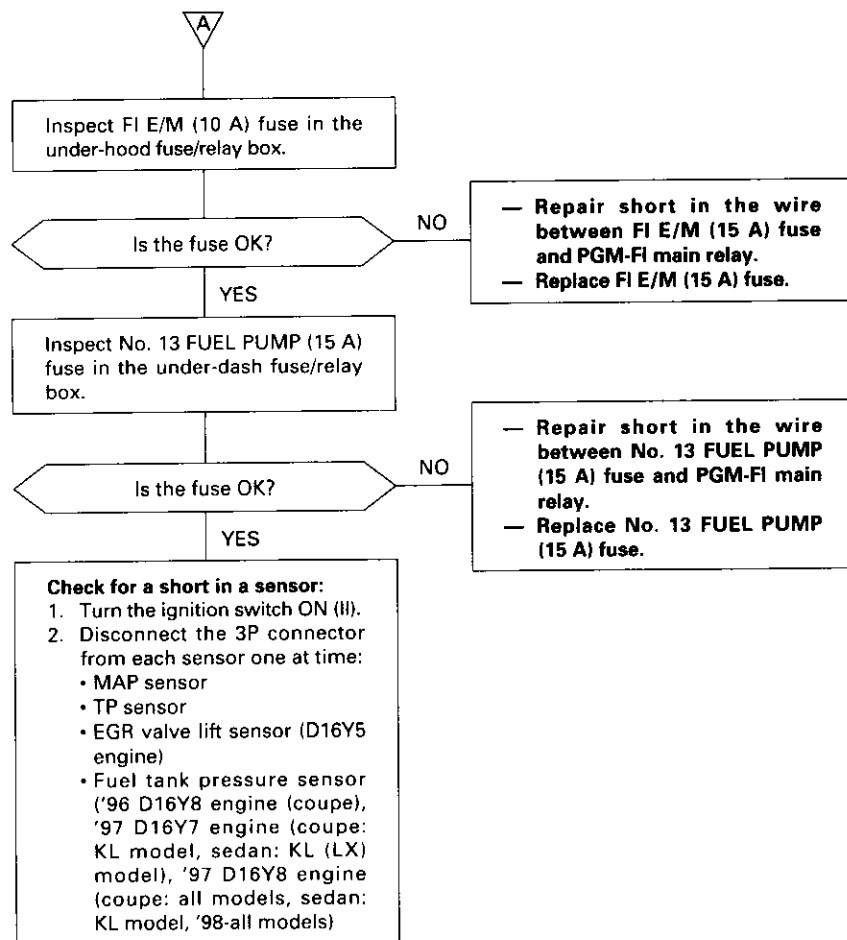 A
Inspect FI E/M (10 A) fuse in the
under-hood fuse/relay box.
Is the fuse OK?
NO
— Repair short in the wire
between FI E/M (15 A) fuse
and PGM-FI main relay.
— Replace FI E/M (15 A) fuse.
YES
Inspect No. 13 FUEL PUMP (15 A)
fuse in the under-dash fuse/relay
box.
Is the fuse OK?
NO
— Repair short in the wire
between No. 13 FUEL PUMP
(15 A) fuse and PGM-FI main
relay.
— Replace No. 13 FUEL PUMP
(15 A) fuse.
YES
Check for a short in a sensor:
1. Turn the ignition switch ON (II).
2. Disconnect the 3P connector
from each sensor one at time:
• MAP sensor
• TP sensor
• EGR valve lift sensor (D16Y5
engine)
• Fuel tank pressure sensor
('96 D16Y8 engine (coupe),
'97 D16Y7 engine (coupe:
KL model, sedan: KL (LX)
model), '97 D16Y8 engine
(coupe: all models, sedan:
KL model, '98-all models)